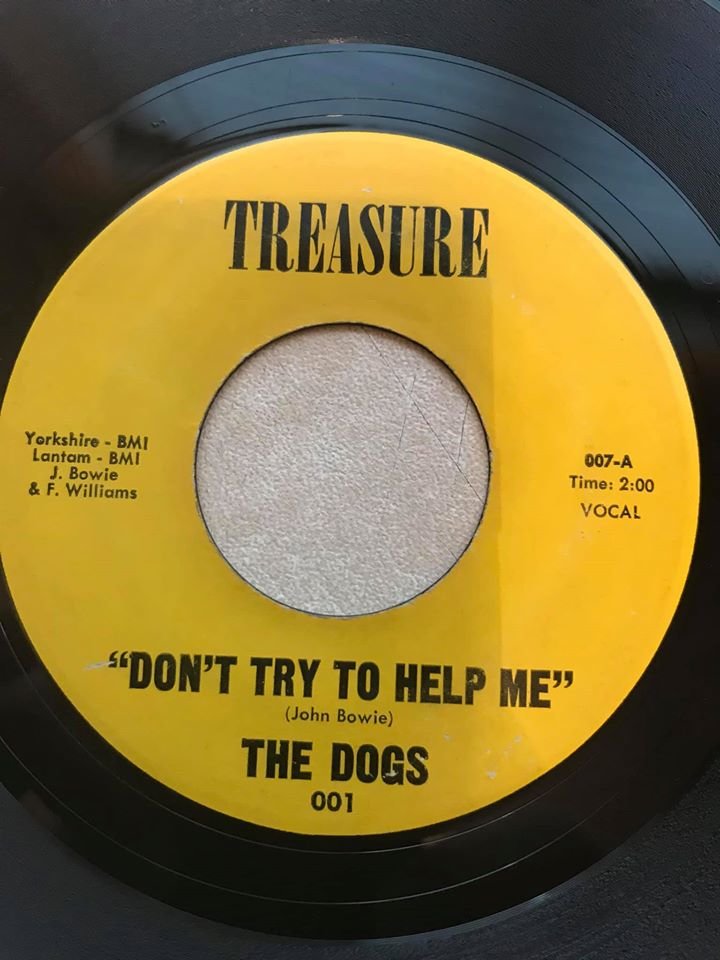 TREASURE
Yorkshire - BMI
Lantam - BMI
J. Bowie
& F. Williams
007-A
Time: 2:00
VOCAL
“DON'T TRY TO HELP ME”
(John Bowie)
THE DOGS
001